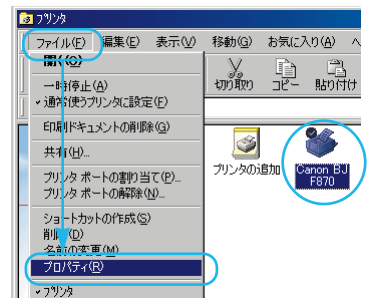 プリンタ
ファイル(F) 編集(E) 表示(V) 移動(G) お気に入り(A) ヘ
開く(O)
切り取り コピー 貼り付け
一時停止(A)
通常使うプリンタに設定(F)
印刷ドキュメントの削除(G)
共有(H)...
プリンタ ポートの割り当て(P)...
プリンタ ポートの解除(N)...
ショートカットの作成(S)
削除(D)
名前の変更(M)
プロパティ(R)
プリンタ
プリンタの追加
Canon BJ
F870